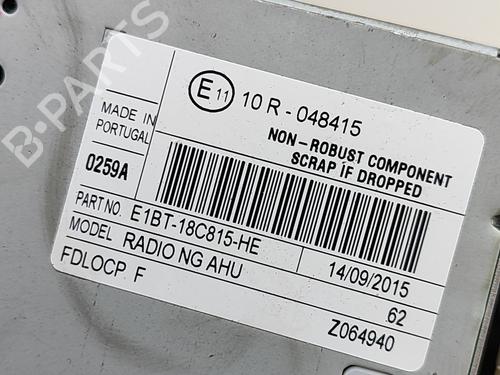 B-PARTS
E 11 10 R - 048415
MADE IN
PORTUGAL
NON-ROBUST COMPONENT
SCRAP IF DROPPED
0259A
PART NO. E1BT-18C815-HE
MODEL RADIO NG AHU
14/09/2015
FDLOCP F
62
Z064940